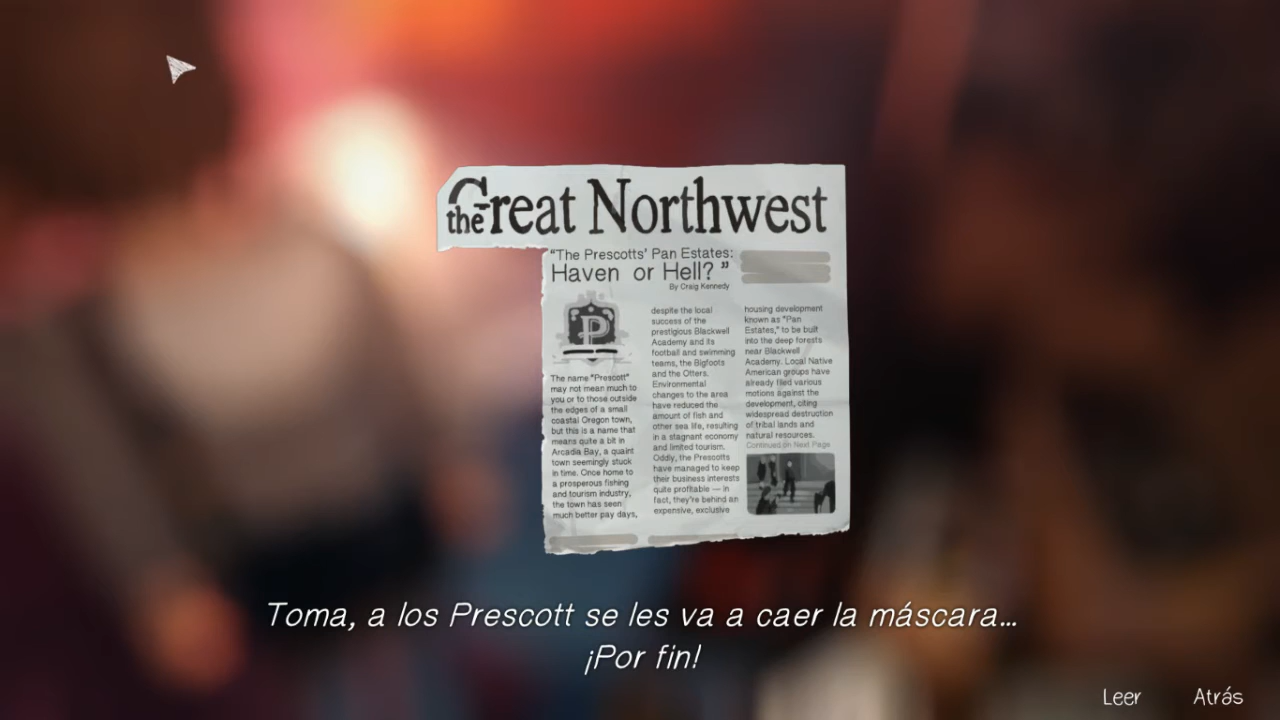 the Great Northwest
"The Prescotts' Pan Estates:
Haven or Hell?"
By Craig Kennedy
P
The name "Prescott"
may not mean much to
you or to those outside
the edges of a small
coastal Oregon town,
but this is a name that
means quite a bit in
Arcadia Bay, a quaint
town seemingly stuck
in time. Once home to
a prosperous fishing
and tourism industry,
the town has seen
much better pay days,
despite the local
success of the
prestigious Blackwell
Academy and its
football and swimming
teams, the Bigfoots
and the Otters.
Environmental
changes to the area
have reduced the
amount of fish and
other sea life, resulting
in a stagnant economy
and limited tourism.
Oddly, the Prescotts
have managed to keep
their business interests
quite profitable — in
fact, they're behind an
expensive, exclusive
housing development
known as "Pan
Estates," to be built
into the deep forests
near Blackwell
Academy. Local Native
American groups have
already filed various
motions against the
development, citing
widespread destruction
of tribal lands and
natural resources.
Continued on Next Page
Toma, a los Prescott se les va a caer la máscara...
¡Por fin!
Leer Atrás